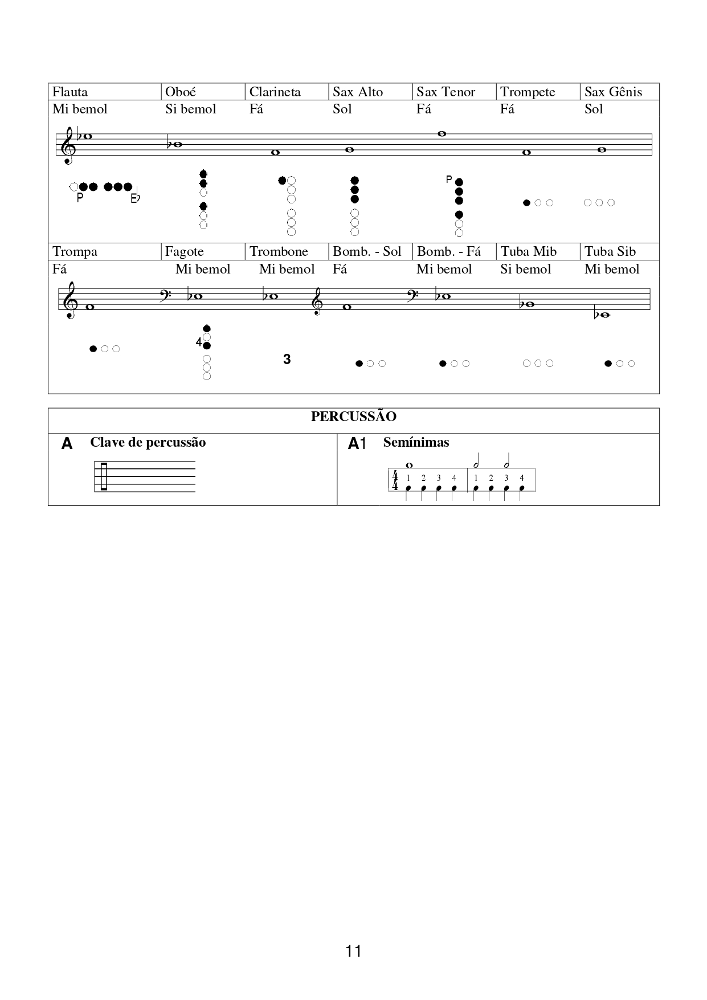 Flauta Oboé Clarineta Sax Alto Sax Tenor Trompete Sax Gênis
Mi bemol Si bemol Fá Sol Fá Fá Sol
P
P Eb
Trompa Fagote Trombone Bomb. - Sol Bomb. - Fá Tuba Mib Tuba Sib
Fá Mi bemol Mi bemol Fá Mi bemol Si bemol Mi bemol
4
3
PERCUSSÃO
A Clave de percussão A1 Semínimas
4 1 2 3 4 1 2 3 4
4
11